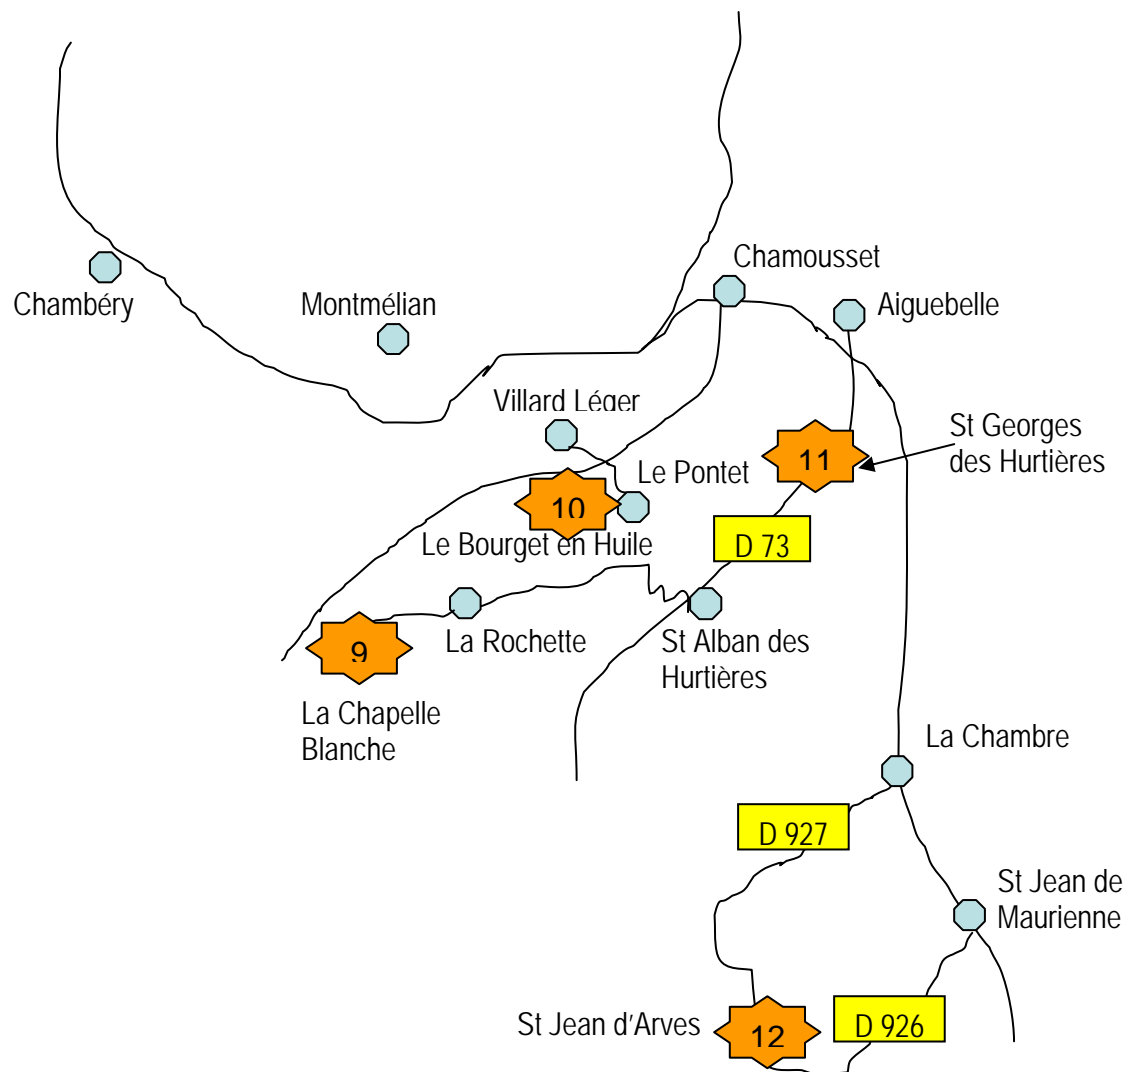 Chamousset
Chambéry
Montmélian
Aiguebelle
Villard Léger
St Georges
des Hurtières
11
Le Pontet
10
Le Bourget en Huile
D 73
La Rochette
St Alban des
Hurtières
9
La Chapelle
Blanche
La Chambre
D 927
St Jean de
Maurienne
St Jean d'Arves
12
D 926